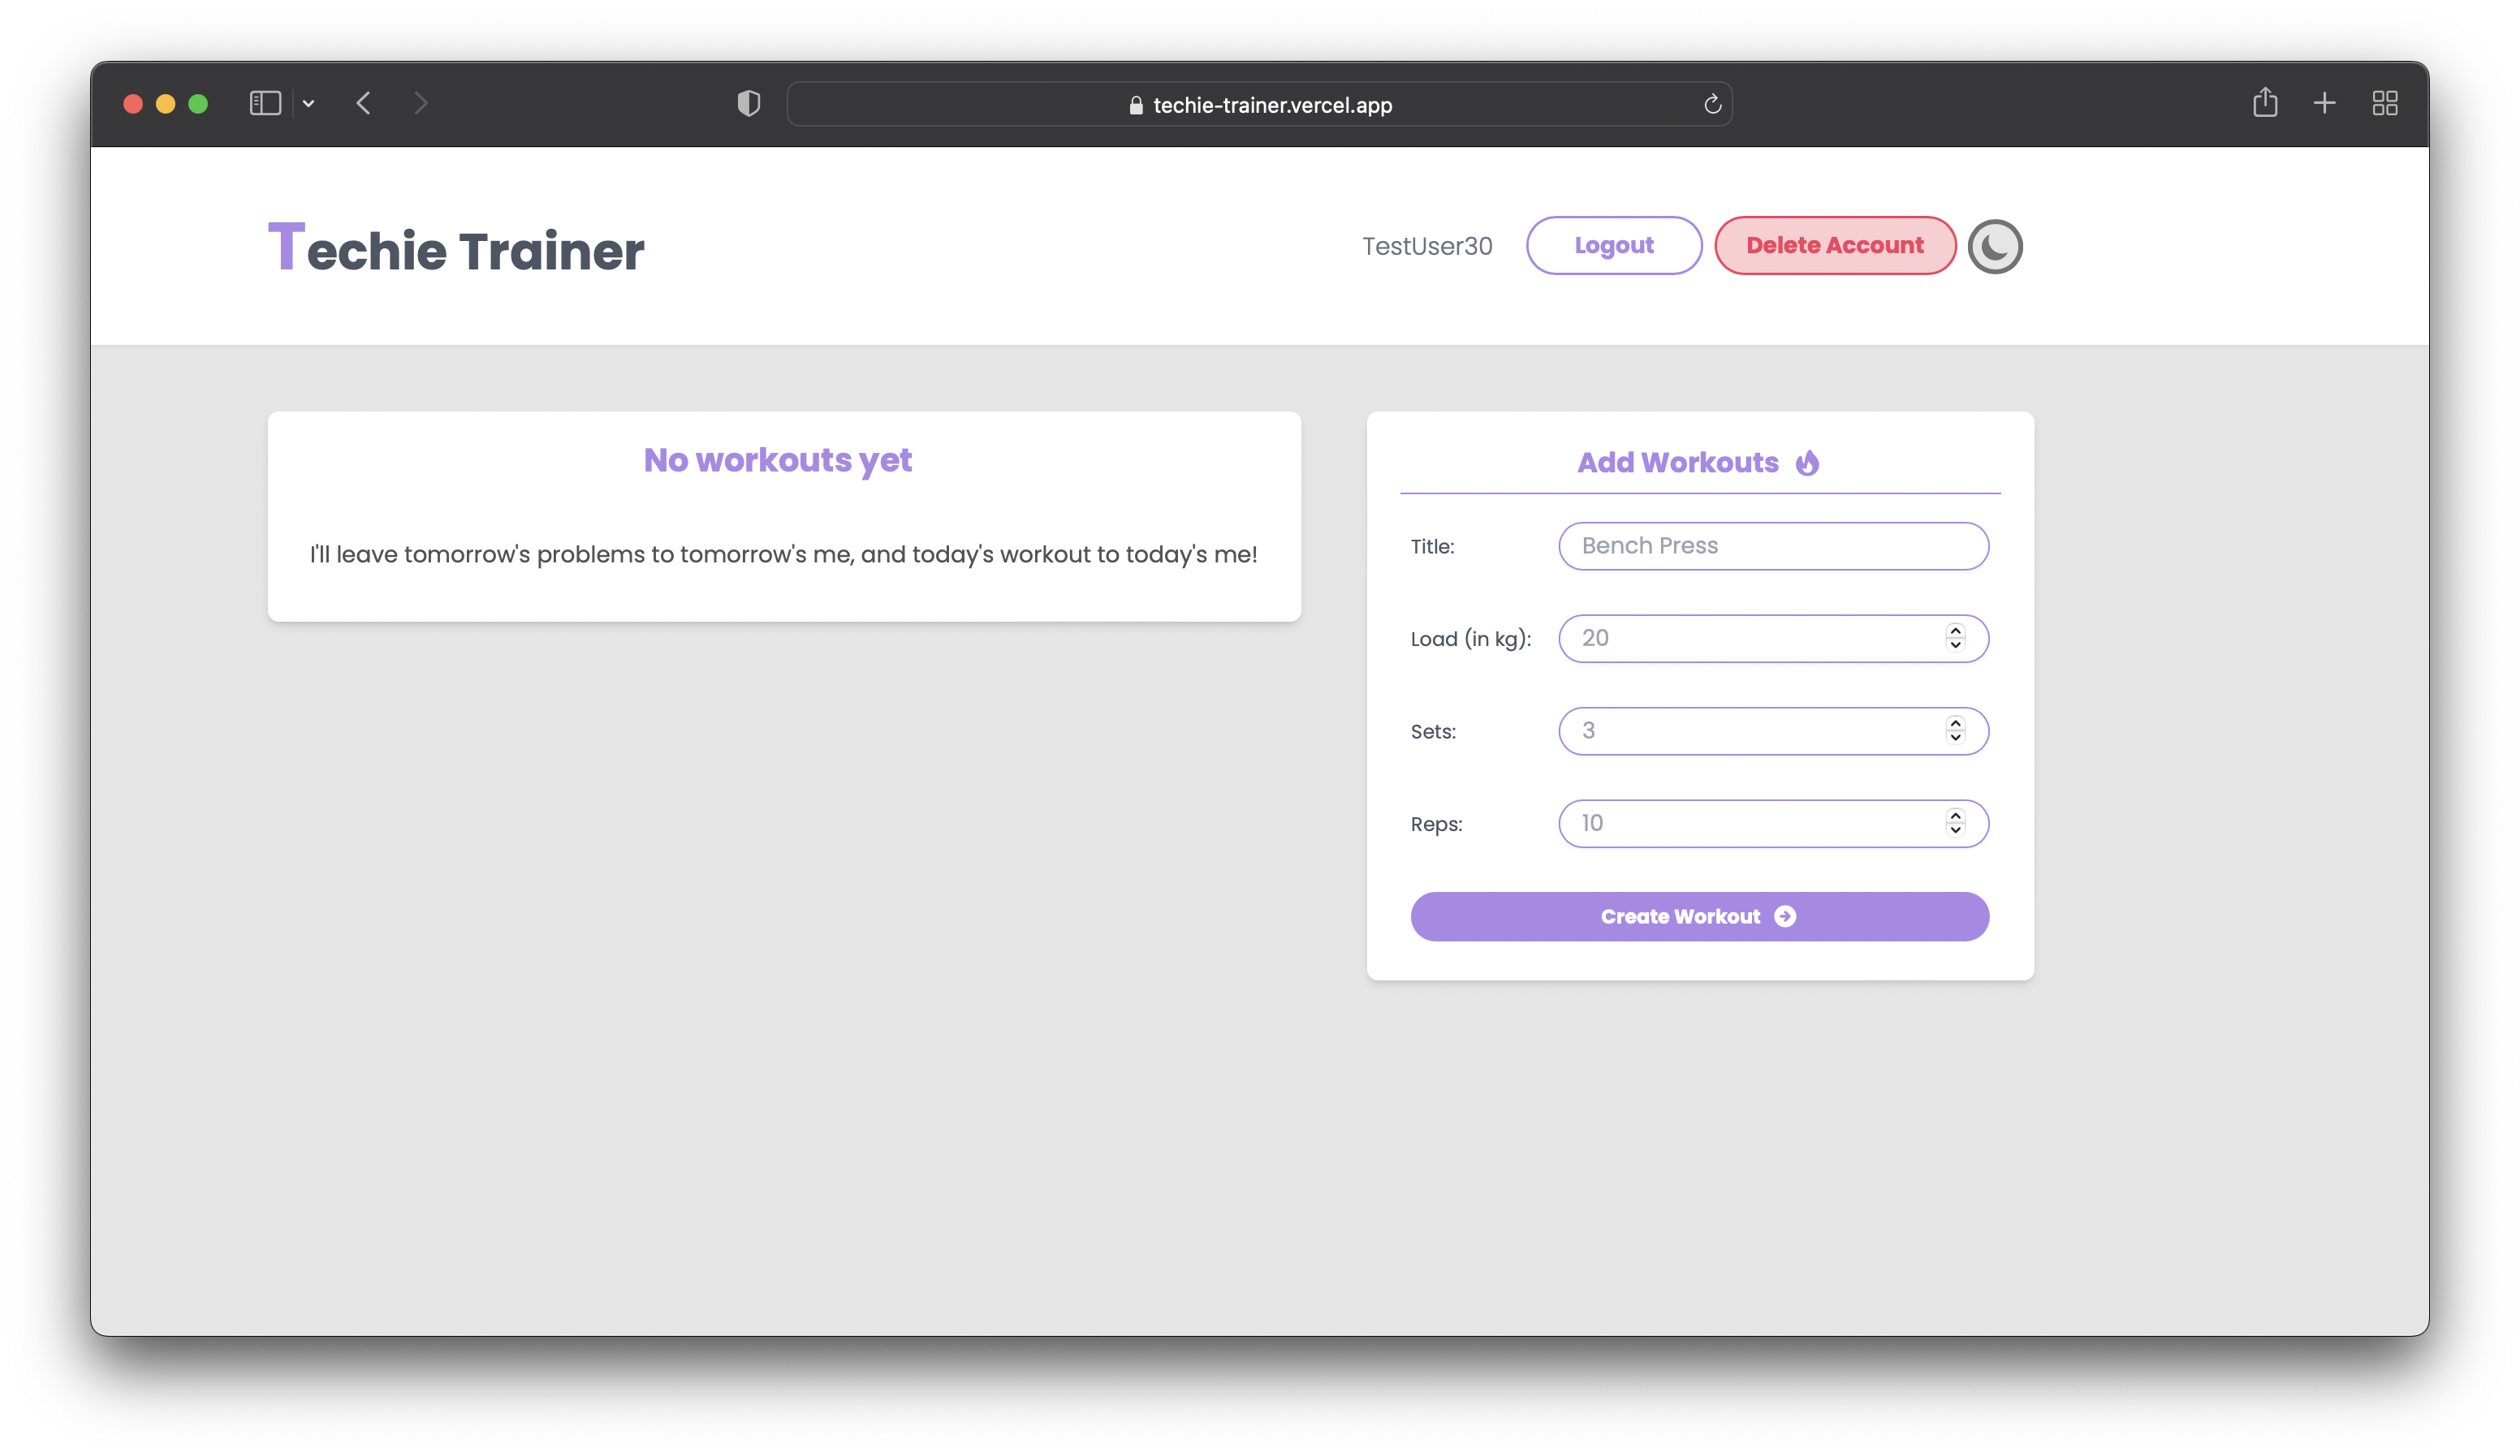 techie-trainer.vercel.app
Techie Trainer
TestUser30
Logout
Delete Account
No workouts yet
I'll leave tomorrow's problems to tomorrow's me, and today's workout to today's me!
Add Workouts
Title:
Bench Press
Load (in kg):
20
Sets:
3
Reps:
10
Create Workout